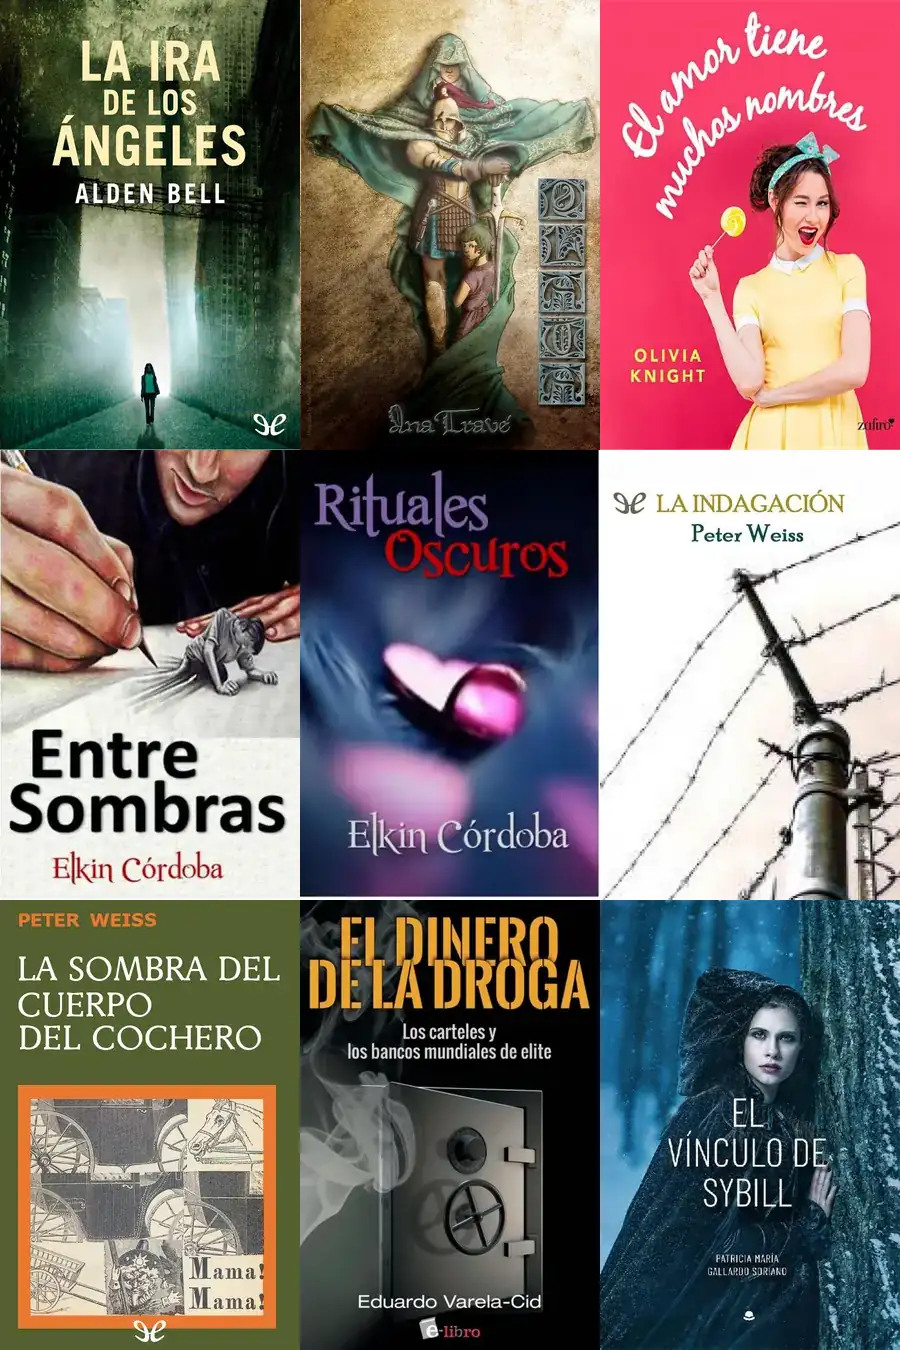 LA IRA
DE LOS
ÁNGELES
ALDEN BELL
Ana Travé
El amor tiene
muchos nombres
OLIVIA
KNIGHT
zafiro
Entre
Sombras
Elkin Córdoba
Rituales
Oscuros
Elkin Córdoba
LA INDAGACIÓN
Peter Weiss
PETER WEISS
LA SOMBRA DEL
CUERPO
DEL COCHERO
Mama!
Mama!
EL DINERO
DE LA DROGA
Los carteles y
los bancos mundiales de elite
Eduardo Varela-Cid
e-libro
EL
VÍNCULO DE
SYBILL
PATRICIA MARÍA
GALLARDO SORIANO